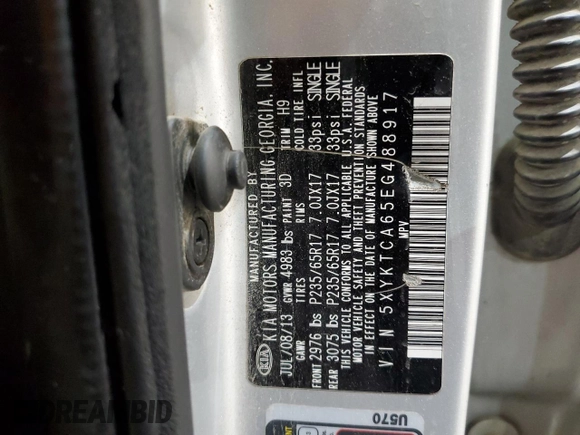 MANUFACTURED BY
KIA KIA MOTORS MANUFACTURING GEORGIA, INC.
JUL/08/13 GVWR 4983 lbs PAINT 3D TRIM H9
GAWR TIRES RIMS COLD TIRE INFL
FRONT 2976 lbs P235/65R17 7.0JX17 33psi SINGLE
REAR 3075 lbs P235/65R17 7.0JX17 33psi SINGLE
THIS VEHICLE CONFORMS TO ALL APPLICABLE U.S.A. FEDERAL
MOTOR VEHICLE SAFETY AND THEFT PREVENTION STANDARDS
IN EFFECT ON THE DATE OF MANUFACTURE SHOWN ABOVE
VIN 5XYKTCA65EG488917
MPV
U570
DREAMBID